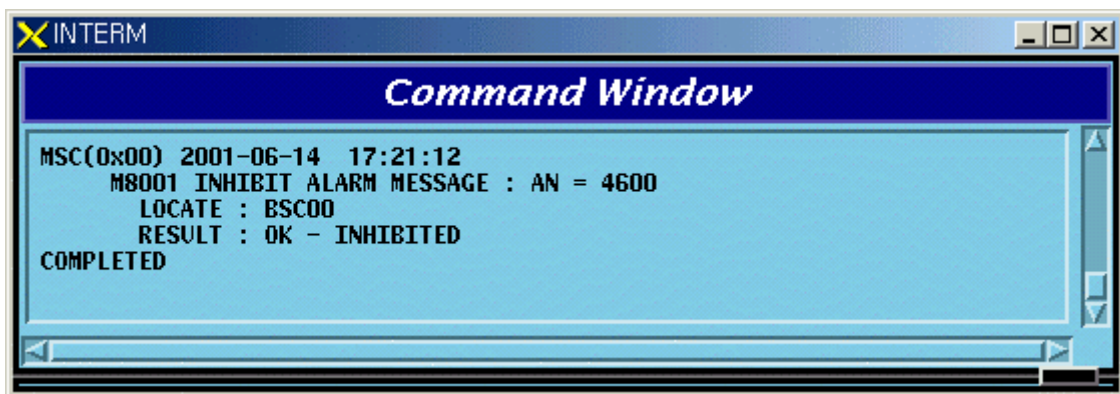 INTERM
Command Window
MSC(0x00) 2001-06-14 17:21:12
M8001 INHIBIT ALARM MESSAGE : AN = 4600
LOCATE : BSC00
RESULT : OK - INHIBITED
COMPLETED